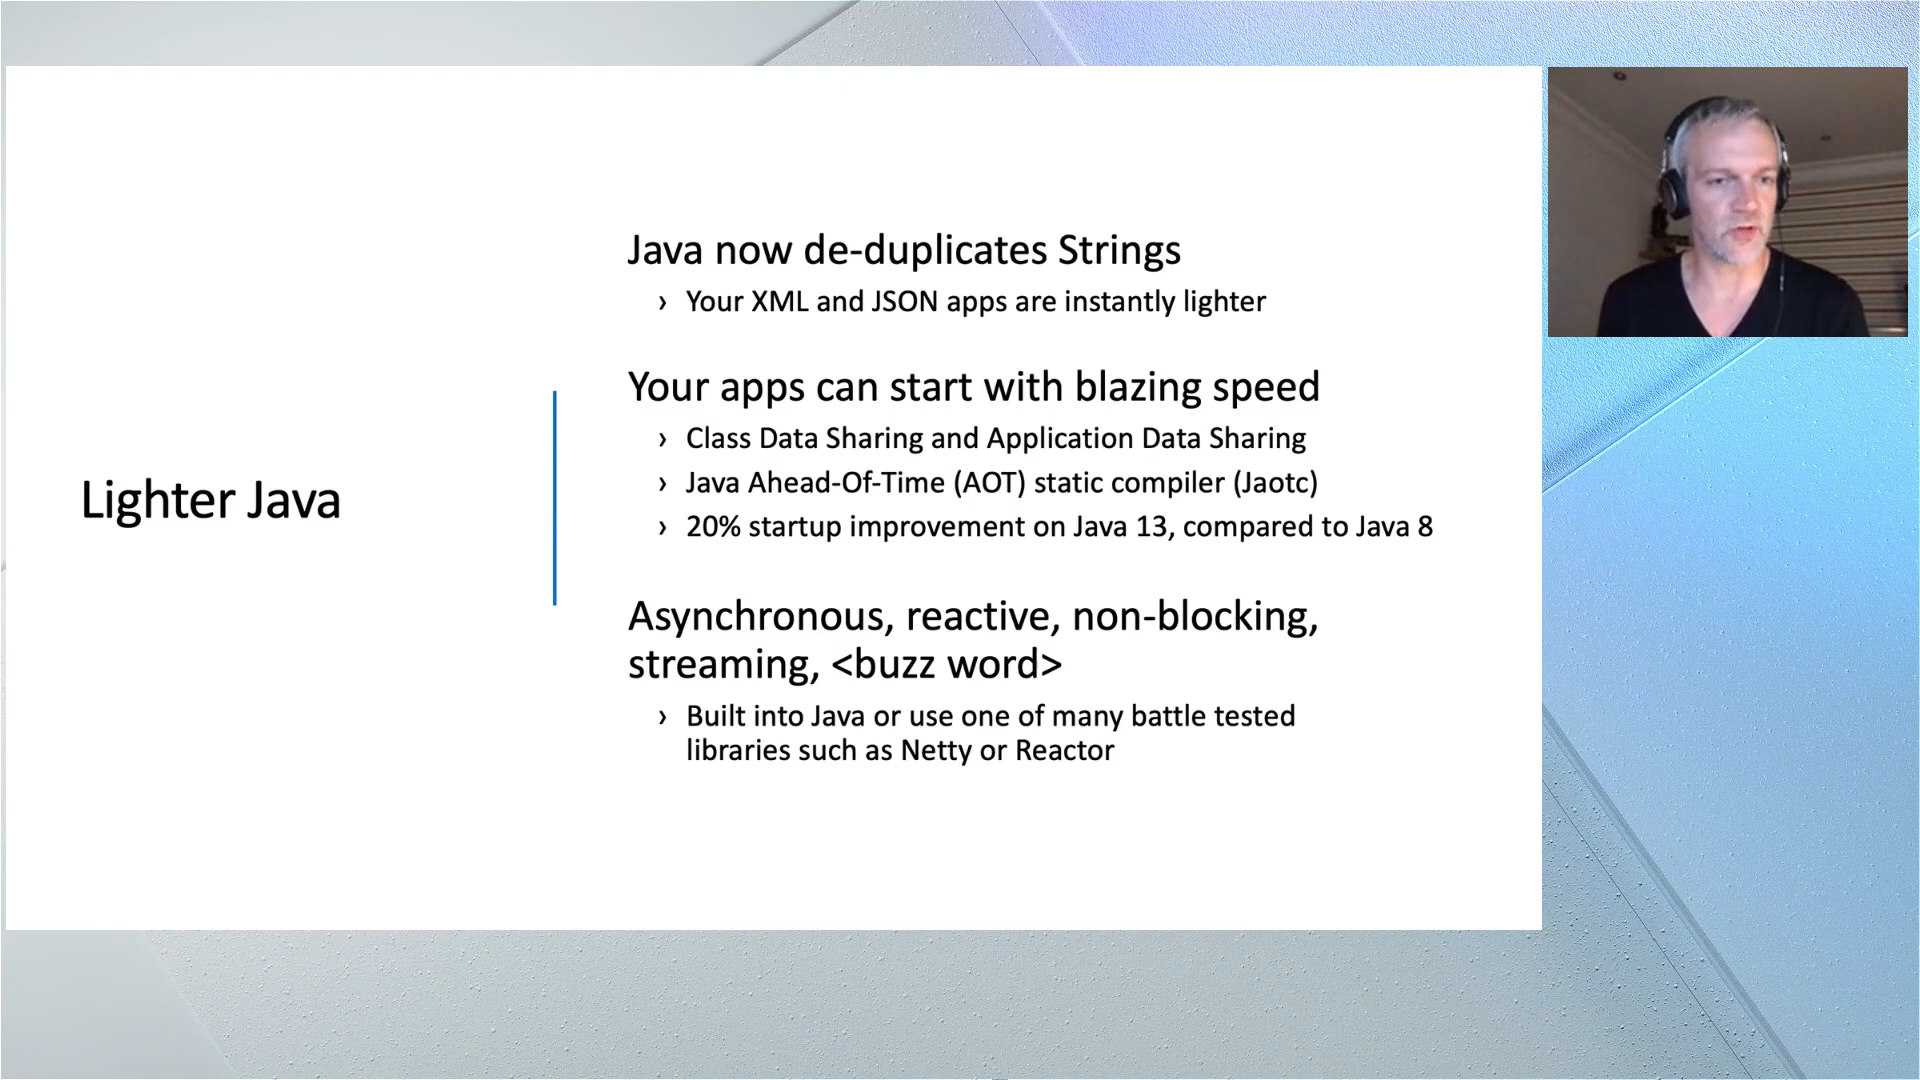 Lighter Java
Java now de-duplicates Strings
› Your XML and JSON apps are instantly lighter
Your apps can start with blazing speed
› Class Data Sharing and Application Data Sharing
› Java Ahead-Of-Time (AOT) static compiler (Jaotc)
› 20% startup improvement on Java 13, compared to Java 8
Asynchronous, reactive, non-blocking,
streaming, <buzz word>
› Built into Java or use one of many battle tested
libraries such as Netty or Reactor